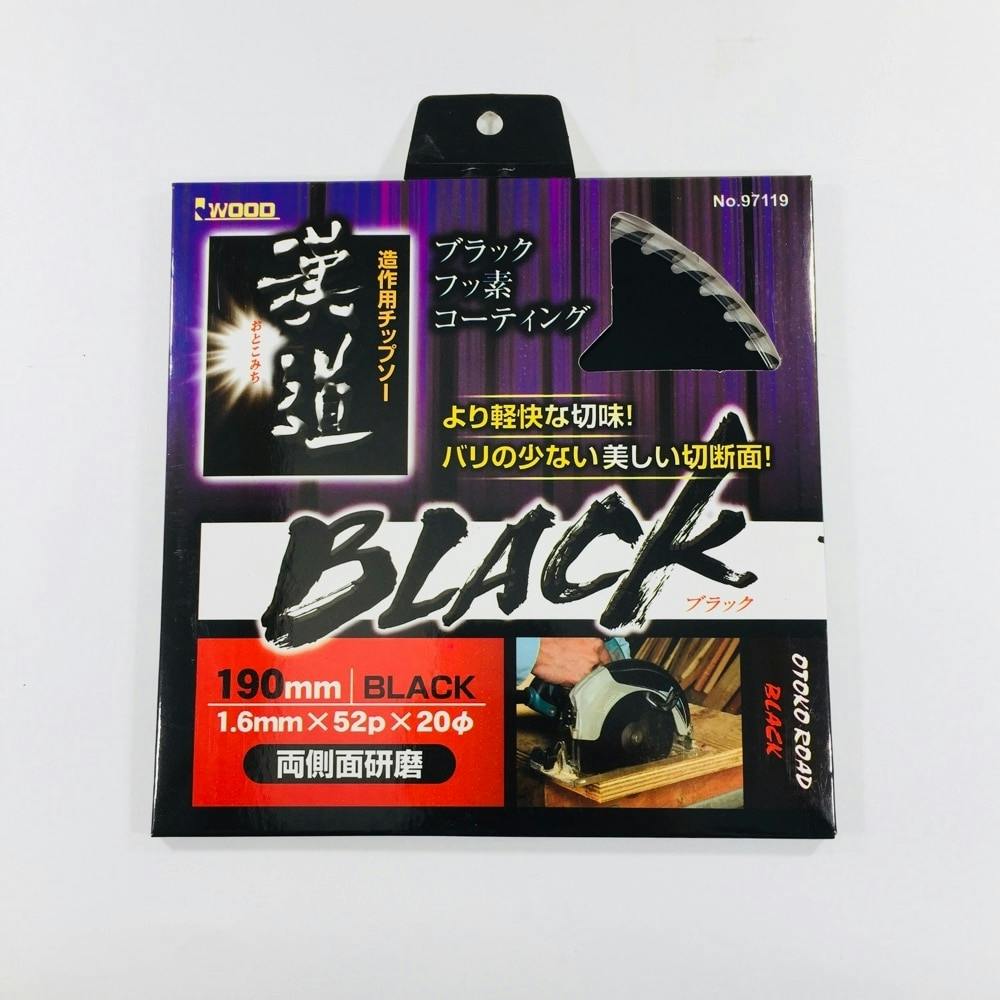 iWOOD
No.97119
漢道
おとこみち
造作用チップソー
ブラック
フッ素
コーティング
より軽快な切味!
バリの少ない美しい切断面!
BLACK
ブラック
190mm BLACK
1.6mm×52p×20φ
両側面研磨
OTOKO ROAD
BLACK